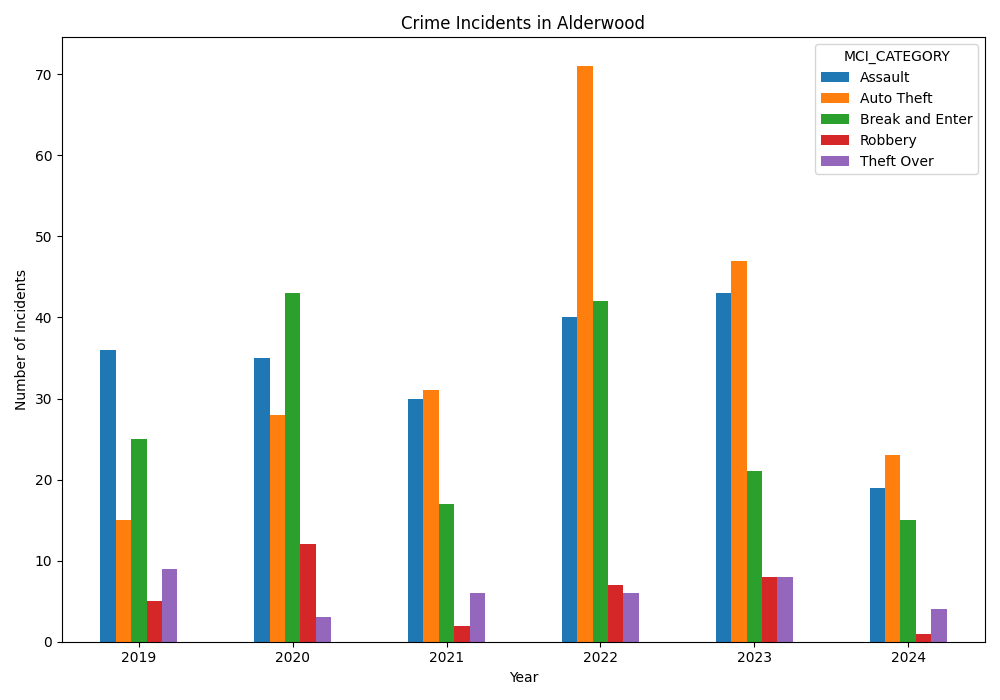 Crime Incidents in Alderwood
MCI_CATEGORY
Assault
Auto Theft
Break and Enter
Robbery
Theft Over
Number of Incidents
70
60
50
40
30
20
10
0
2019
2020
2021
2022
2023
2024
Year